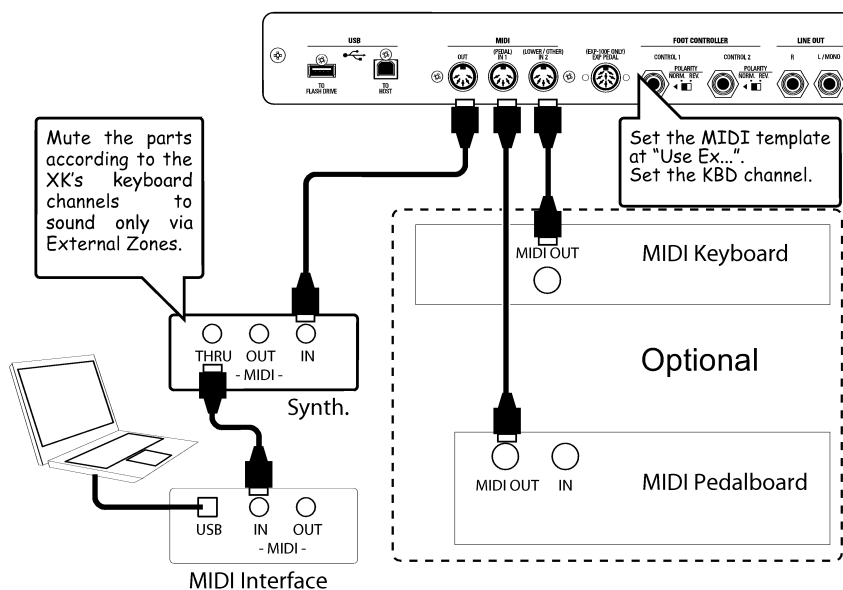 USB
TO
FLASH DRIVE
TO
HOST
MIDI
OUT
(PEDAL)
IN 1
(LOWER / OTHER)
IN 2
(EXP-100F ONLY)
EXP PEDAL
FOOT CONTROLLER
CONTROL 1
POLARITY
NORM. REV.
CONTROL 2
POLARITY
NORM. REV.
LINE OUT
R
L / MONO
Mute the parts
according to the
XK's keyboard
channels to
sound only via
External Zones.
Set the MIDI template
at "Use Ex...".
Set the KBD channel.
MIDI OUT
MIDI Keyboard
Optional
THRU OUT IN
- MIDI -
Synth.
MIDI OUT IN
MIDI Pedalboard
USB IN OUT
- MIDI -
MIDI Interface